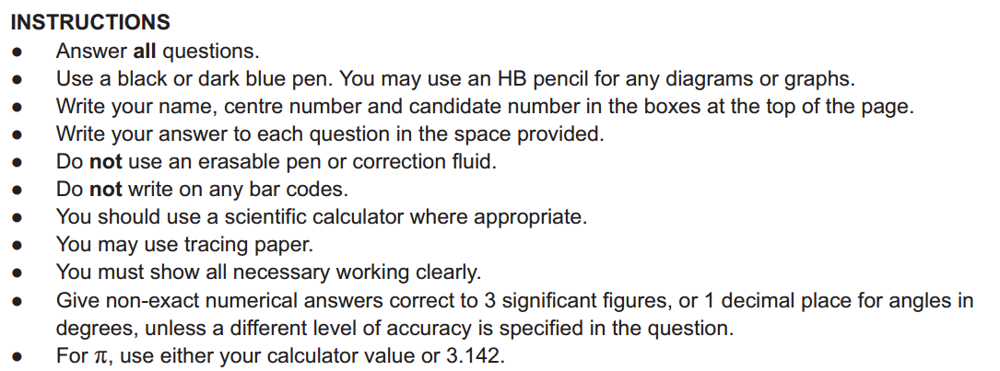 INSTRUCTIONS
● Answer all questions.
● Use a black or dark blue pen. You may use an HB pencil for any diagrams or graphs.
● Write your name, centre number and candidate number in the boxes at the top of the page.
● Write your answer to each question in the space provided.
● Do not use an erasable pen or correction fluid.
● Do not write on any bar codes.
● You should use a scientific calculator where appropriate.
● You may use tracing paper.
● You must show all necessary working clearly.
● Give non-exact numerical answers correct to 3 significant figures, or 1 decimal place for angles in
degrees, unless a different level of accuracy is specified in the question.
● For π, use either your calculator value or 3.142.